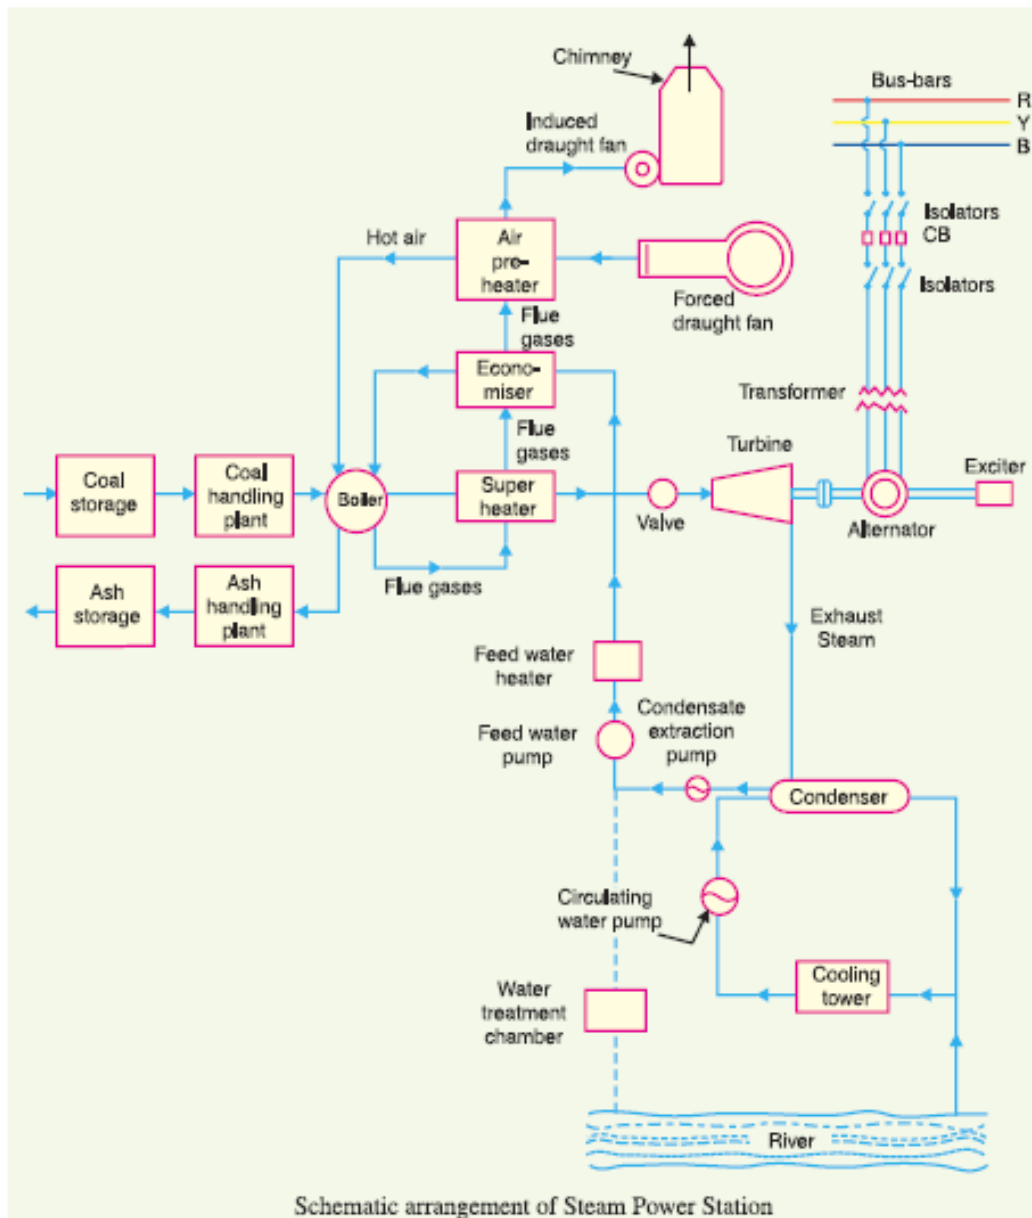 Chimney
Bus-bars
R
Y
B
Induced
draught fan
Isolators
CB
Isolators
Hot air
Air
pre-
heater
Forced
draught fan
Flue
gases
Econo-
miser
Transformer
Flue
gases
Turbine
Coal
storage
Coal
handling
plant
Boiler
Super
heater
Valve
Exciter
Alternator
Flue gases
Ash
storage
Ash
handling
plant
Exhaust
Steam
Feed water
heater
Condensate
extraction
pump
Feed water
pump
Condenser
Circulating
water pump
Cooling
tower
Water
treatment
chamber
River
Schematic arrangement of Steam Power Station